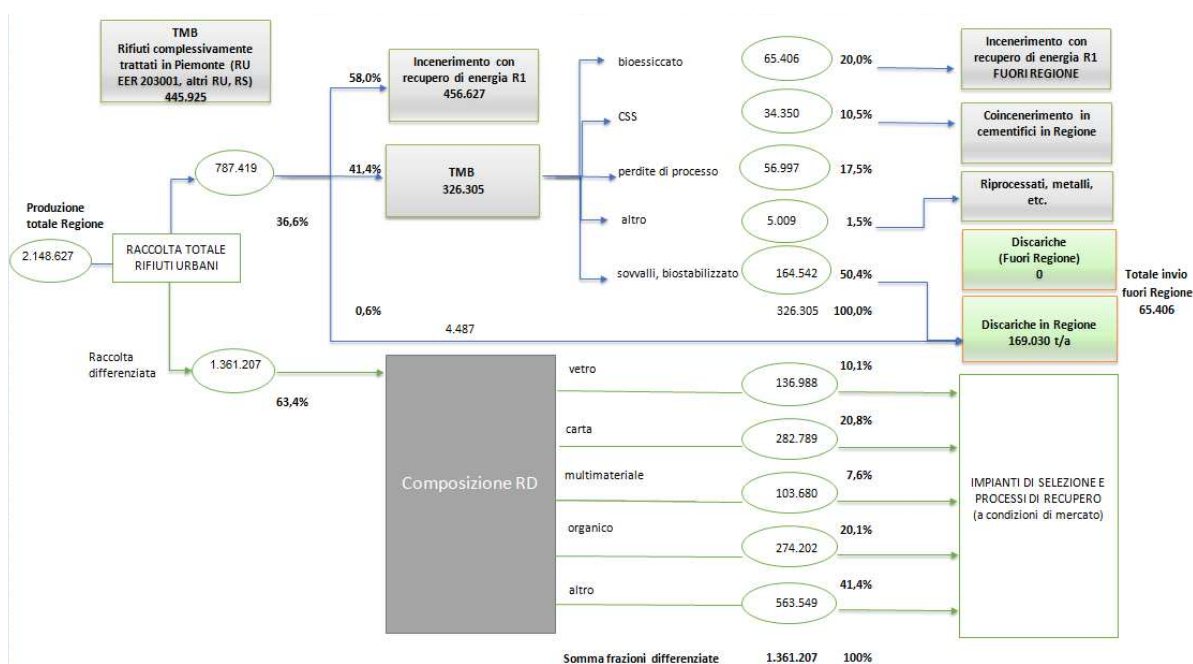 TMB
Rifiuti complessivamente
trattati in Piemonte (RU
EER 203001, altri RU, RS)
445.925
Produzione
totale Regione
2.148.627
RACCOLTA TOTALE
RIFIUTI URBANI
787.419
36,6%
Raccolta
differenziata
1.361.207
63,4%
58,0%
Incenerimento con
recupero di energia R1
456.627
41,4%
TMB
326.305
0,6%
4.487
bioessiccato
65.406
20,0%
Incenerimento con
recupero di energia R1
FUORI REGIONE
CSS
34.350
10,5%
Coincenerimento in
cementifici in Regione
perdite di processo
56.997
17,5%
altro
5.009
1,5%
Riprocessati, metalli,
etc.
sovvalli, biostabilizzato
164.542
50,4%
326.305
100,0%
Discariche
(Fuori Regione)
0
Discariche in Regione
169.030 t/a
Totale invio
fuori Regione
65.406
Composizione RD
vetro
136.988
10,1%
carta
282.789
20,8%
multimateriale
103.680
7,6%
organico
274.202
20,1%
altro
563.549
41,4%
IMPIANTI DI SELEZIONE E
PROCESSI DI RECUPERO
(a condizioni di mercato)
Somma frazioni differenziate
1.361.207
100%